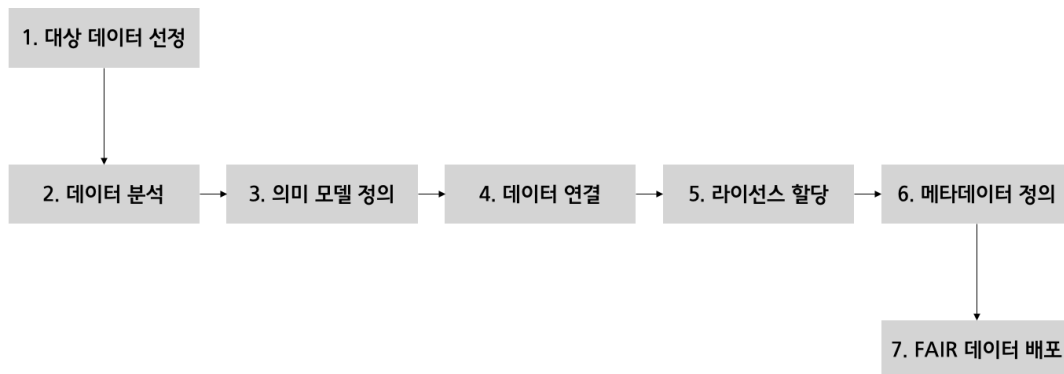 1. 대상 데이터 선정
2. 데이터 분석
3. 의미 모델 정의
4. 데이터 연결
5. 라이선스 할당
6. 메타데이터 정의
7. FAIR 데이터 배포